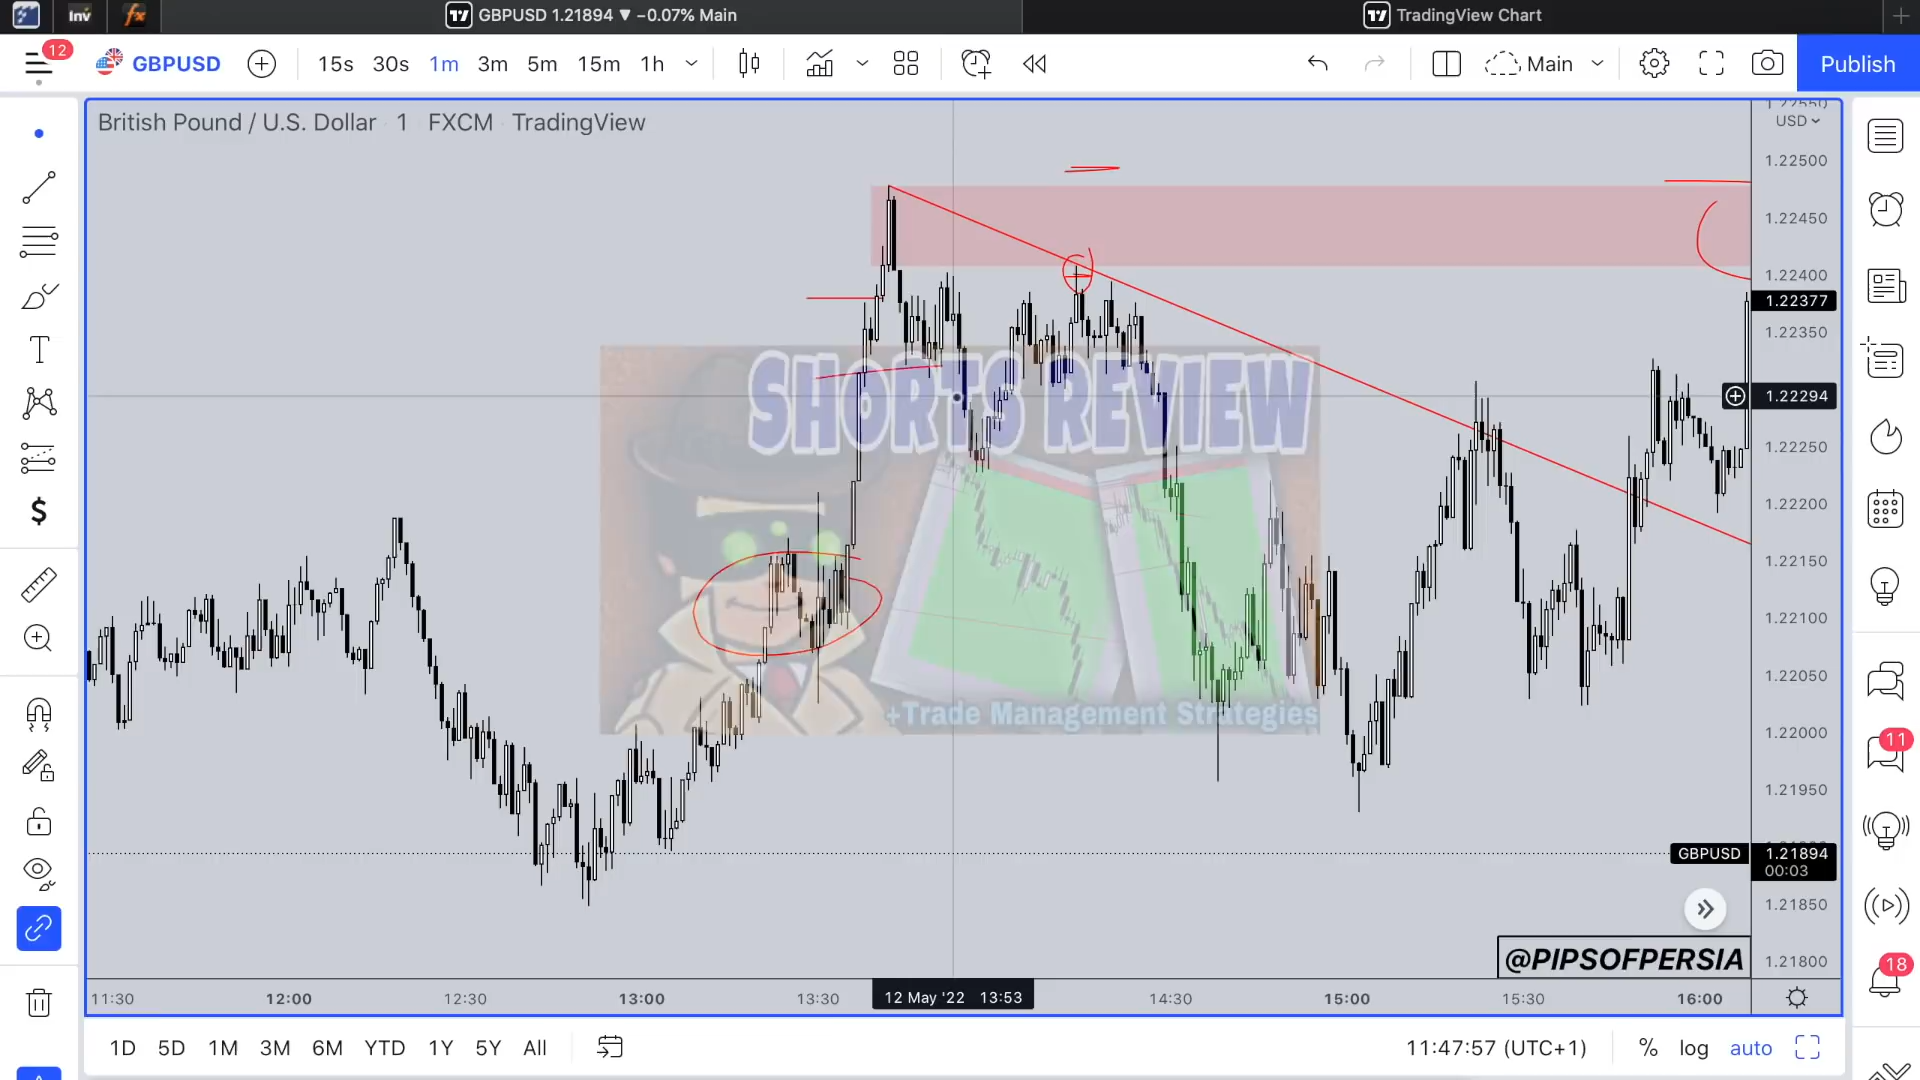 Inv
fx
GBPUSD 1.21894 ▼ −0.07% Main
TradingView Chart
12
GBPUSD
15s 30s 1m 3m 5m 15m 1h
Main
Publish
British Pound / U.S. Dollar · 1 · FXCM · TradingView
USD
1.22500
1.22450
1.22400
1.22377
1.22350
1.22294
1.22250
1.22200
1.22150
1.22100
1.22050
1.22000
1.21950
GBPUSD 1.21894
00:03
1.21850
1.21800
SHORTS REVIEW
+Trade Management Strategies
@PIPSOFPERSIA
11
18
11:30 12:00 12:30 13:00 13:30 12 May '22 13:53 14:30 15:00 15:30 16:00
1D 5D 1M 3M 6M YTD 1Y 5Y All
11:47:57 (UTC+1) % log auto